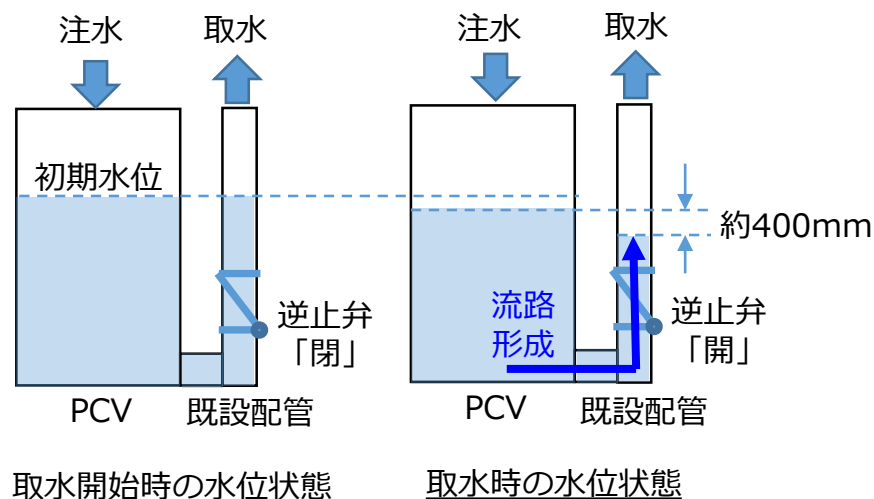 注水
取水
初期水位
逆止弁
「閉」
PCV
既設配管
取水開始時の水位状態
注水
取水
約400mm
流路
形成
逆止弁
「開」
PCV
既設配管
取水時の水位状態